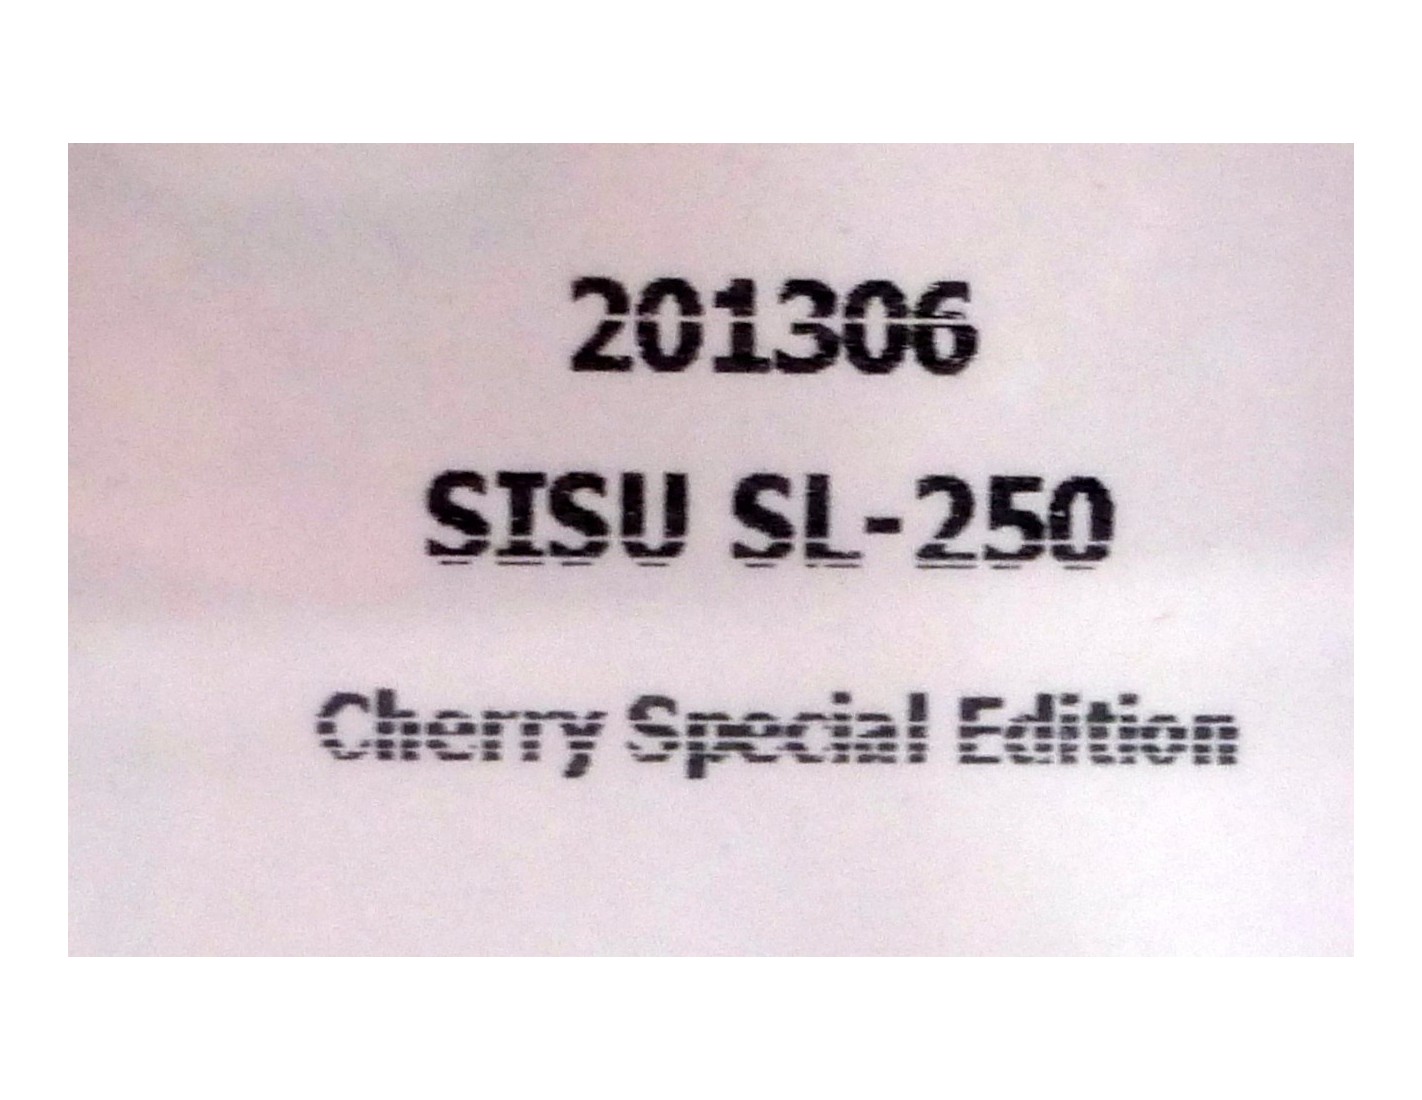 201306
SISU SL-250
Cherry Special Edition